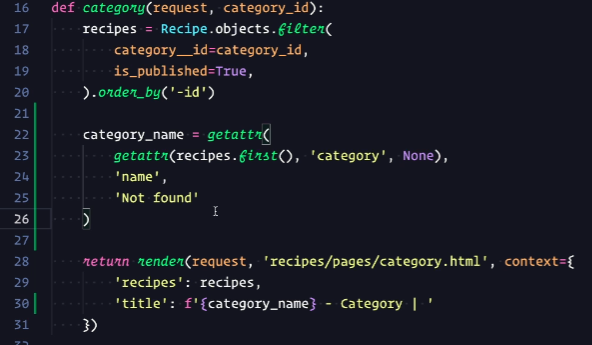 16 def category(request, category_id):
17 recipes = Recipe.objects.filter(
18 category__id=category_id,
19 is_published=True,
20 ).order_by('-id')
21
22 category_name = getattr(
23 getattr(recipes.first(), 'category', None),
24 'name',
25 'Not found'
26 )
27
28 return render(request, 'recipes/pages/category.html', context={
29 'recipes': recipes,
30 'title': f'{category_name} - Category | '
31 })
32